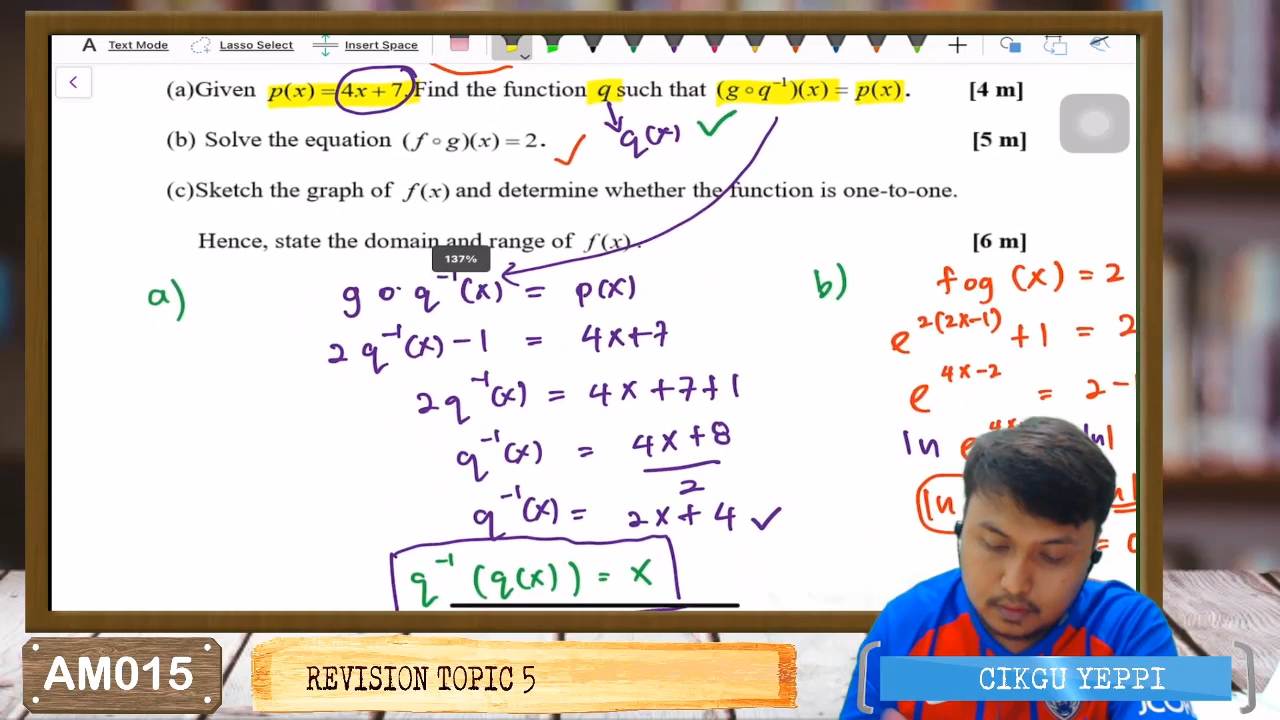 A Text Mode Lasso Select Insert Space
(a)Given p(x) = 4x + 7. Find the function q such that (g ∘ q⁻¹)(x) = p(x). [4 m]
q(x)
(b) Solve the equation (f ∘ g)(x) = 2. [5 m]
(c)Sketch the graph of f(x) and determine whether the function is one-to-one.
Hence, state the domain and range of f(x). [6 m]
137%
a)
g ∘ q⁻¹(x) = p(x)
2q⁻¹(x) − 1 = 4x+7
2q⁻¹(x) = 4x+7+1
q⁻¹(x) = (4x+8)/2
q⁻¹(x) = 2x+4 ✓
q⁻¹(q(x)) = x
b)
fog (x) = 2
e^2(2x-1) + 1 = 2
e^4x-2 = 2 -
ln
ln
AM015
REVISION TOPIC 5
CIKGU YEPPI